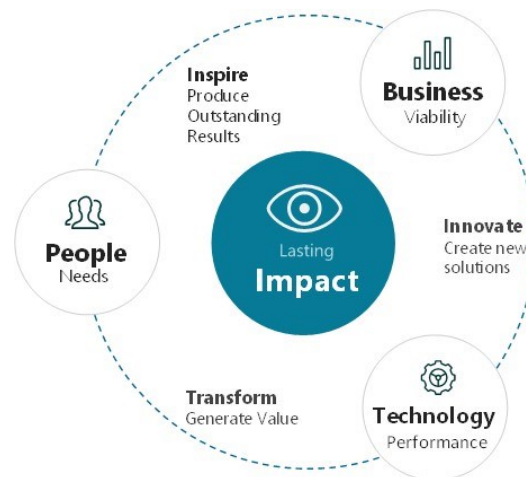 Inspire
Produce
Outstanding
Results
Business
Viability
People
Needs
Lasting
Impact
Innovate
Create new
solutions
Transform
Generate Value
Technology
Performance